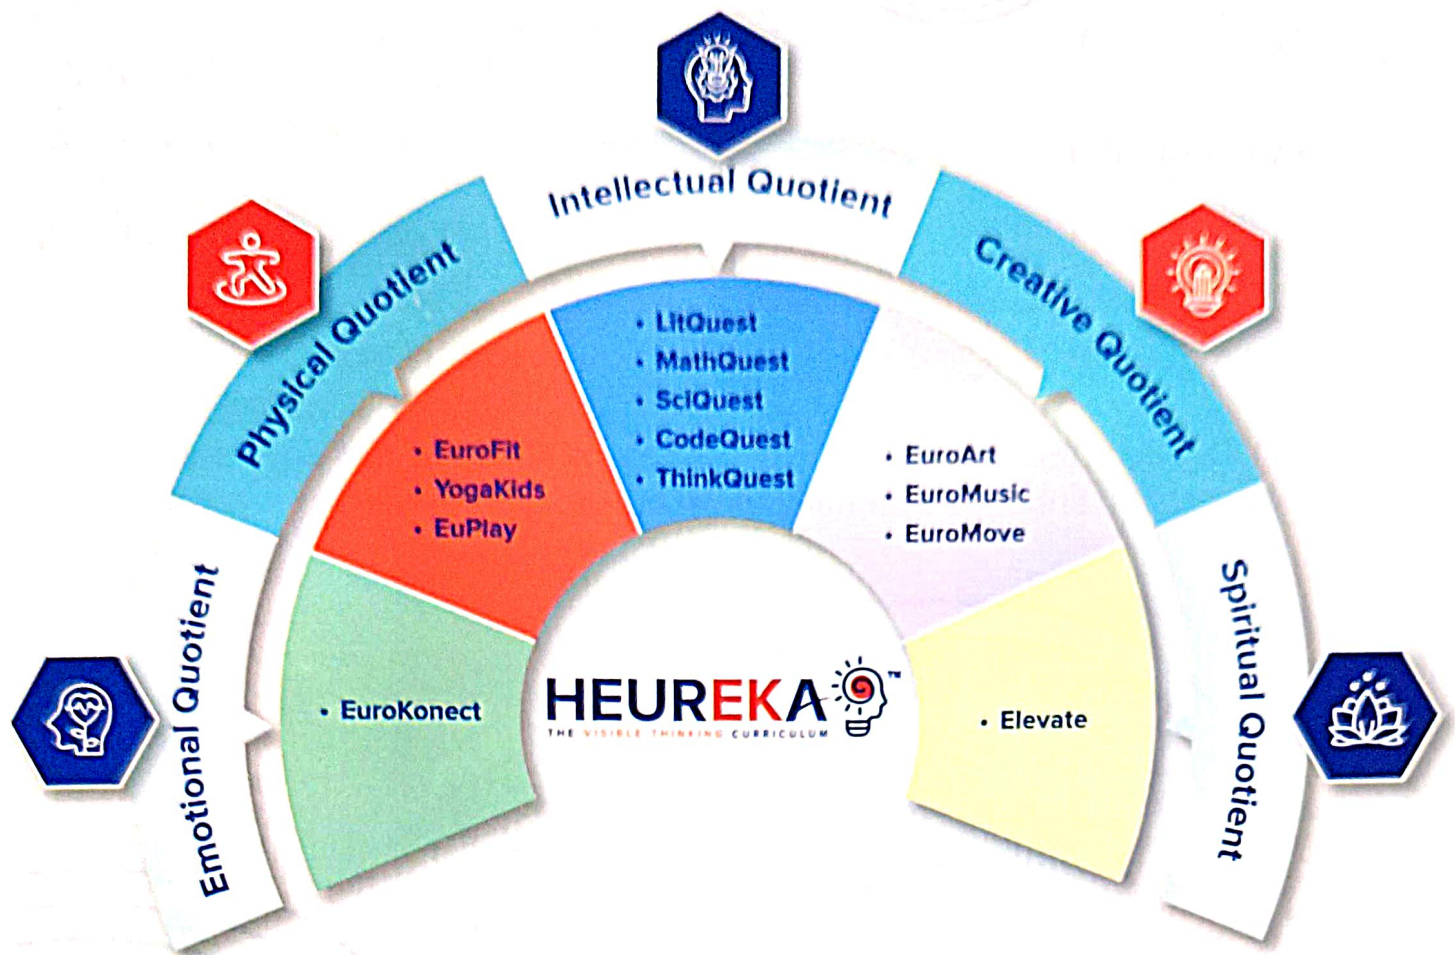 Intellectual Quotient
Physical Quotient
Creative Quotient
Emotional Quotient
Spiritual Quotient
• LitQuest
• MathQuest
• SciQuest
• CodeQuest
• ThinkQuest
• EuroFit
• YogaKids
• EuPlay
• EuroArt
• EuroMusic
• EuroMove
• EuroKonect
• Elevate
HEUREKA™
THE VISIBLE THINKING CURRICULUM